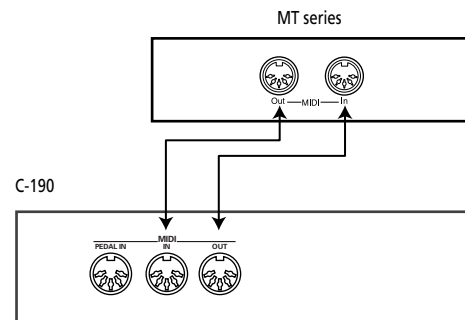 MT series
Out MIDI In
C-190
MIDI
PEDAL IN IN OUT